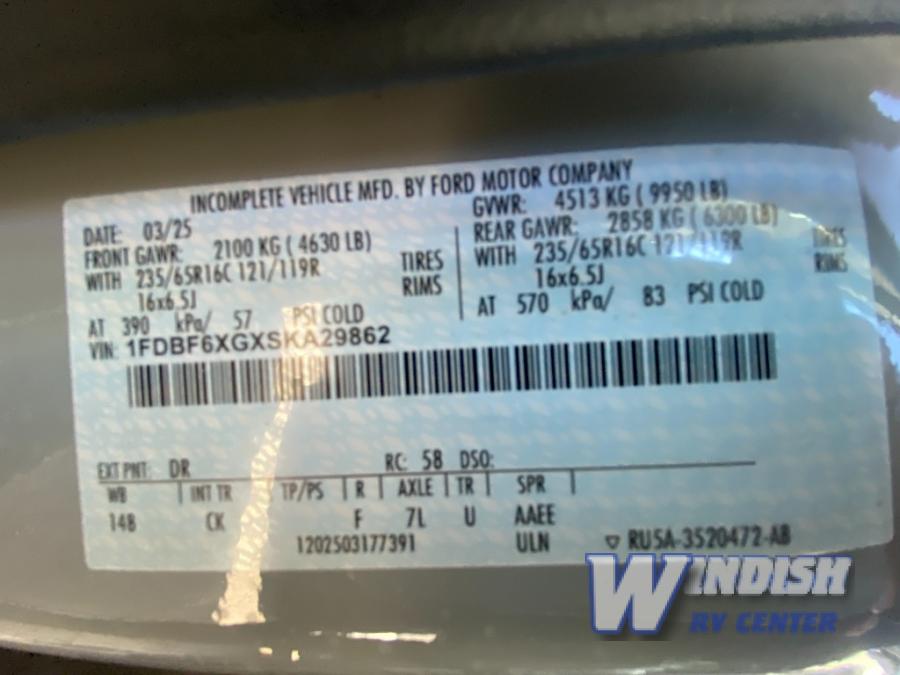 INCOMPLETE VEHICLE MFD. BY FORD MOTOR COMPANY
DATE: 03/25
GVWR: 4513 KG ( 9950 LB)
FRONT GAWR: 2100 KG ( 4630 LB)
REAR GAWR: 2858 KG ( 6300 LB)
WITH 235/65R16C 121/119R TIRES
WITH 235/65R16C 121/119R TIRES
16x6.5J RIMS
16x6.5J RIMS
AT 390 kPa/ 57 PSI COLD
AT 570 kPa/ 83 PSI COLD
VIN: 1FDBF6XGXSKA29862
EXT PNT: DR RC: 58 DSO:
WB INT TR TP/PS R AXLE TR SPR
148 CK F 7L U AAEE
1202503177391 ULN RU5A-3520472-AB
WINDISH
RV CENTER